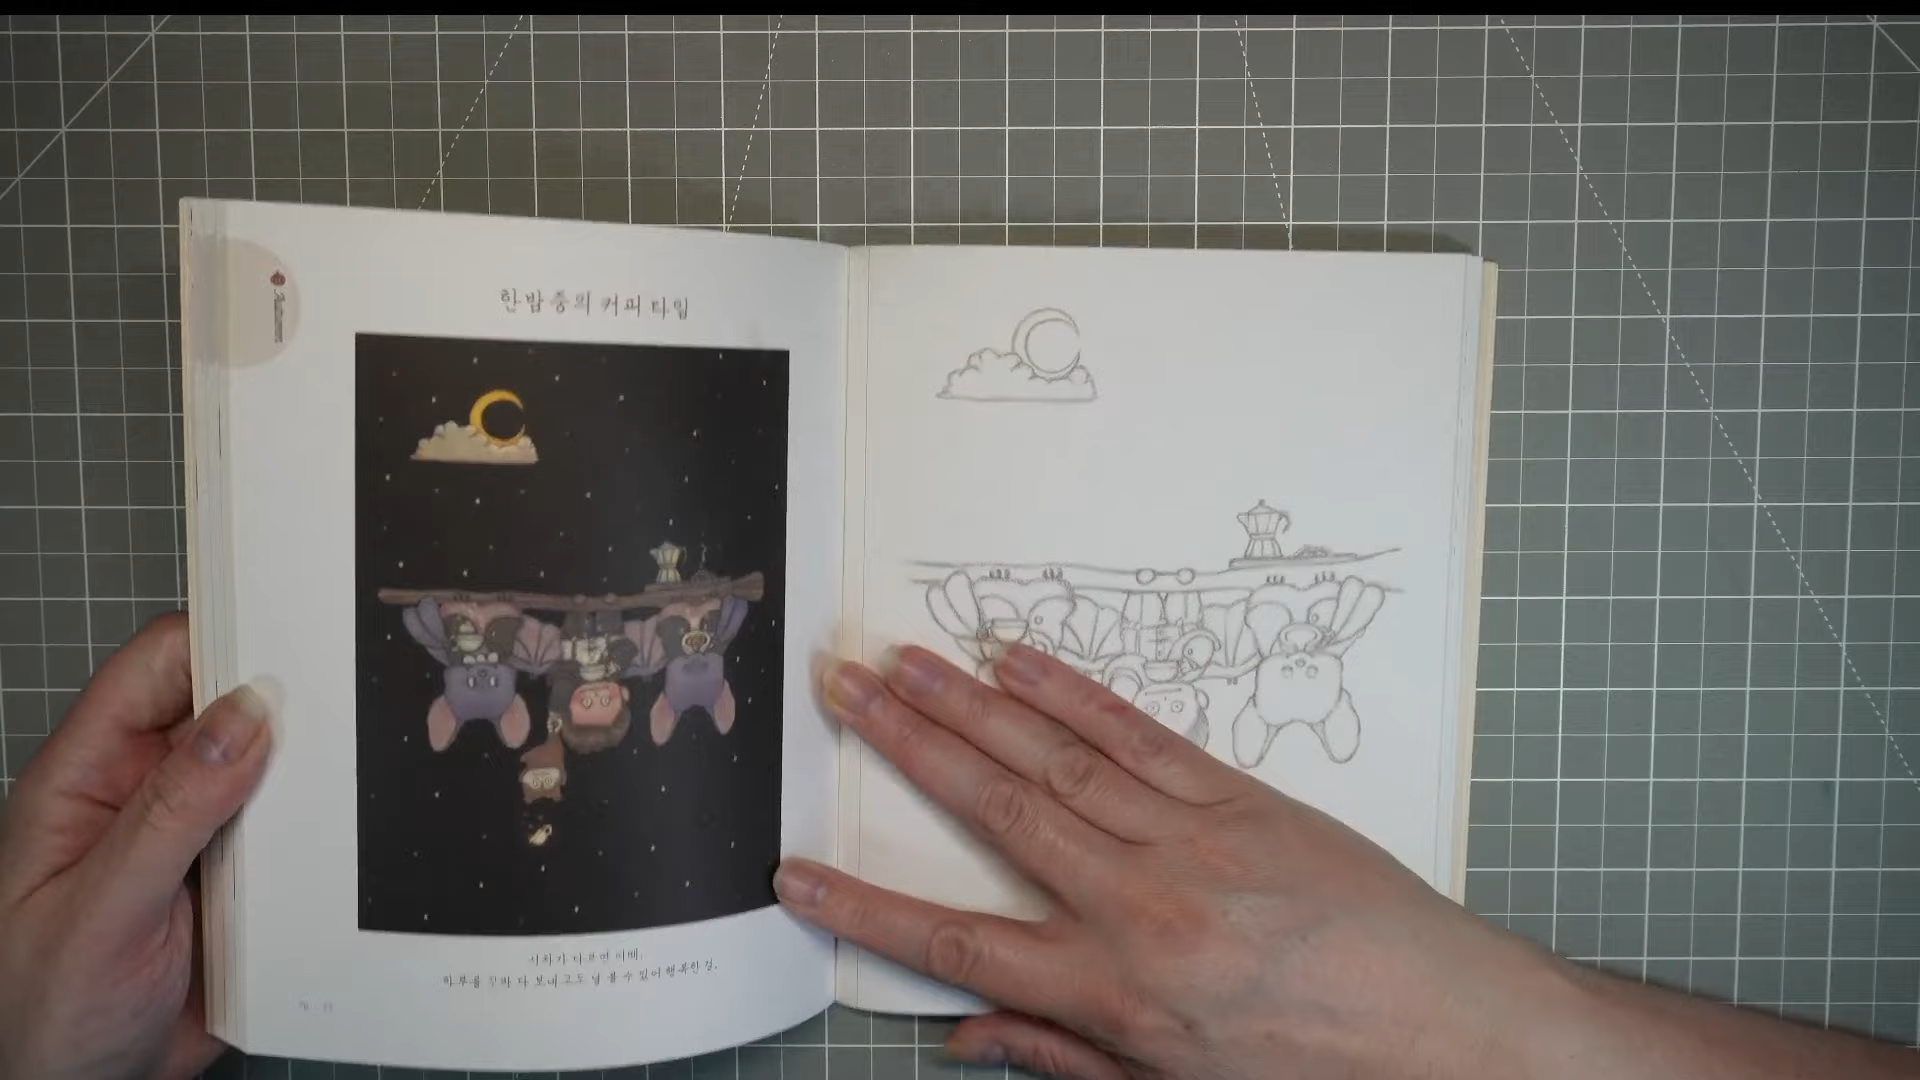 Autumn
한밤중의 커피 타임
시차가 다르면 어때.
하루를 꼬박 다 보내고도 널 볼 수 있어 행복한 걸.